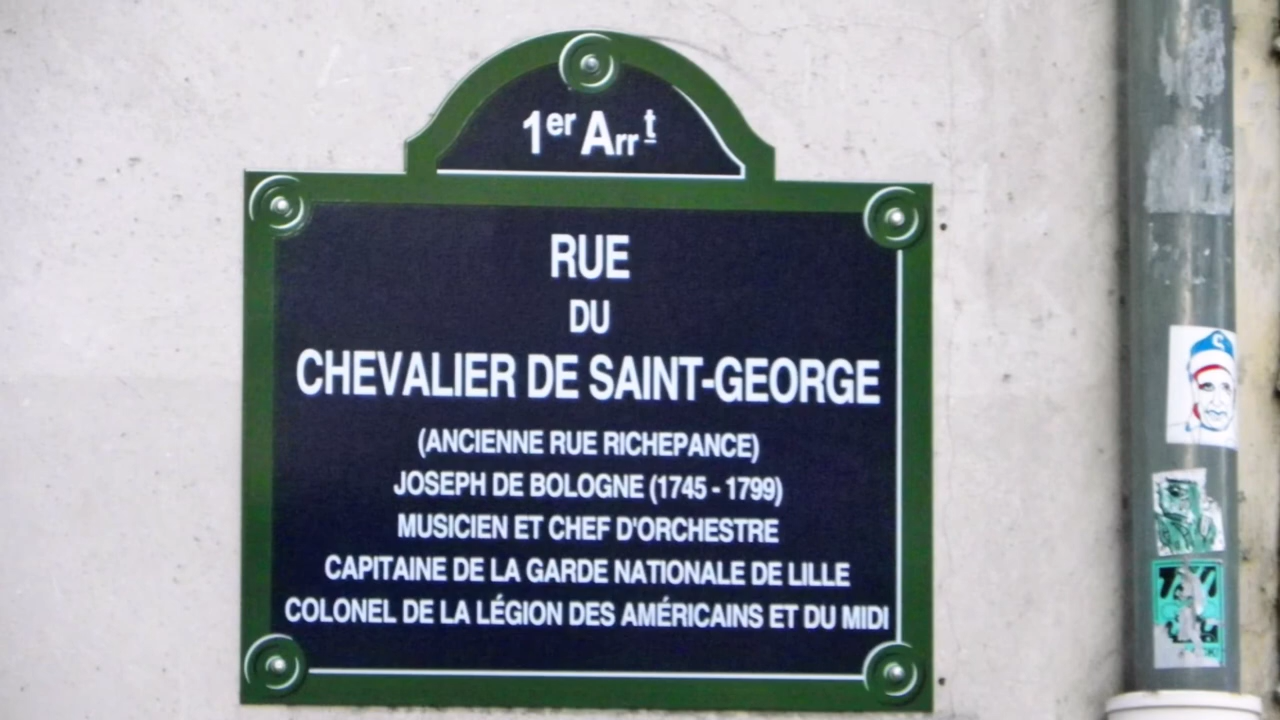 1er Arrt
RUE
DU
CHEVALIER DE SAINT-GEORGE
(ANCIENNE RUE RICHEPANCE)
JOSEPH DE BOLOGNE (1745 - 1799)
MUSICIEN ET CHEF D'ORCHESTRE
CAPITAINE DE LA GARDE NATIONALE DE LILLE
COLONEL DE LA LÉGION DES AMÉRICAINS ET DU MIDI
C